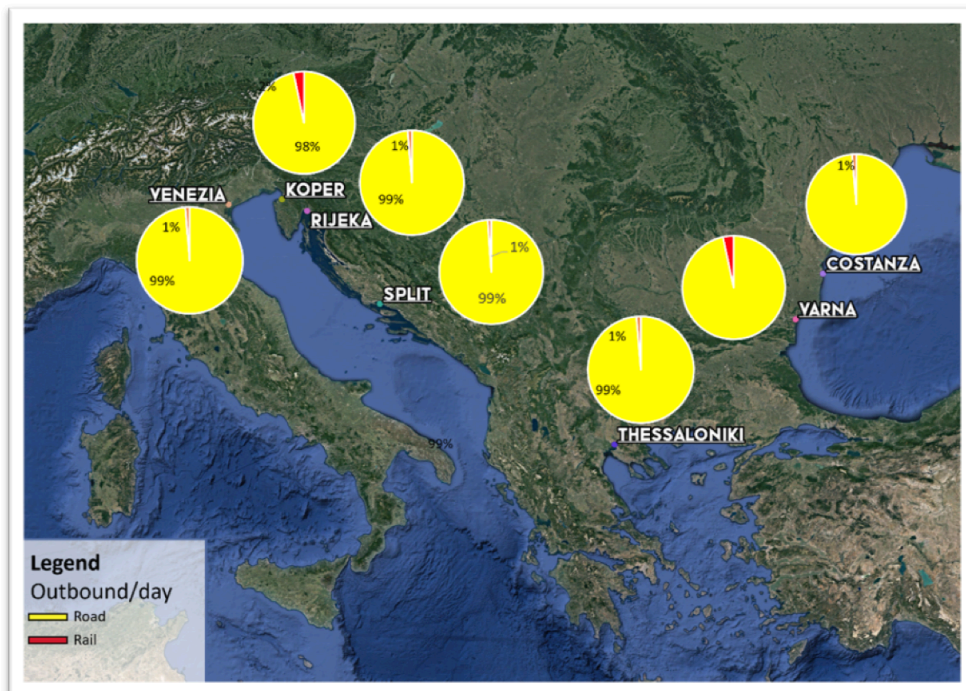 98%
1%
99%
VENEZIA
KOPER
RIJEKA
1%
99%
1%
99%
SPLIT
1%
COSTANZA
VARNA
1%
99%
THESSALONIKI
99%
Legend
Outbound/day
Road
Rail